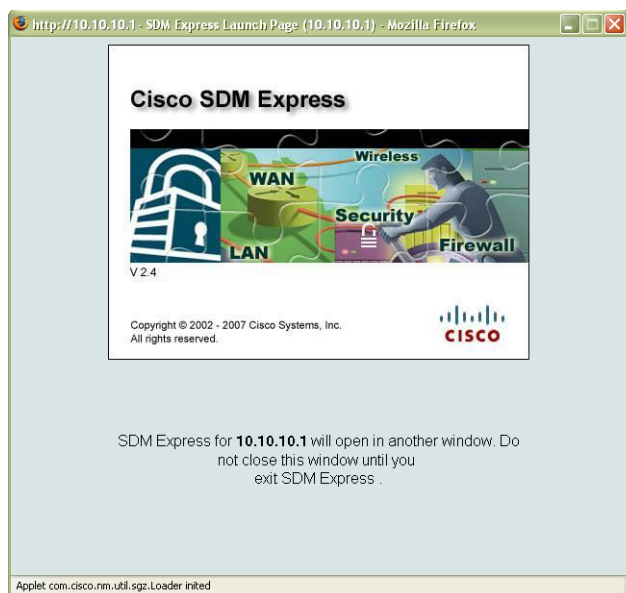 http://10.10.10.1 - SDM Express Launch Page (10.10.10.1) - Mozilla Firefox
Cisco SDM Express
Wireless
WAN
Security
LAN
Firewall
V 2.4
Copyright © 2002 - 2007 Cisco Systems, Inc.
All rights reserved.
CISCO
SDM Express for 10.10.10.1 will open in another window. Do
not close this window until you
exit SDM Express .
Applet com.cisco.nm.util.sgz.Loader inited